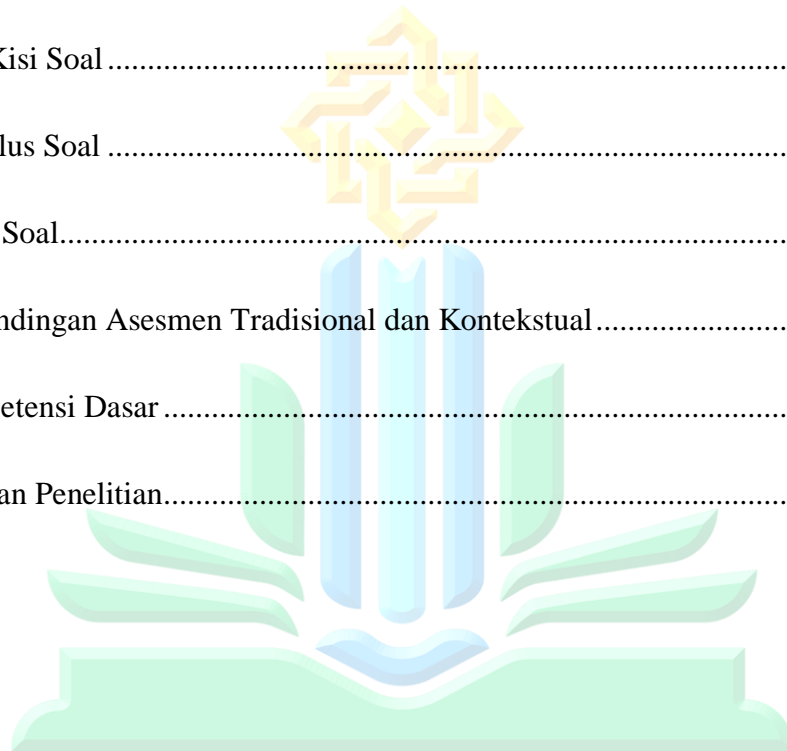 Kisi Soal................................................................................
lus Soal ................................................................................
Soal................................................................................
ndingan Asesmen Tradisional dan Kontekstual........................
etensi Dasar................................................................................
an Penelitian................................................................................